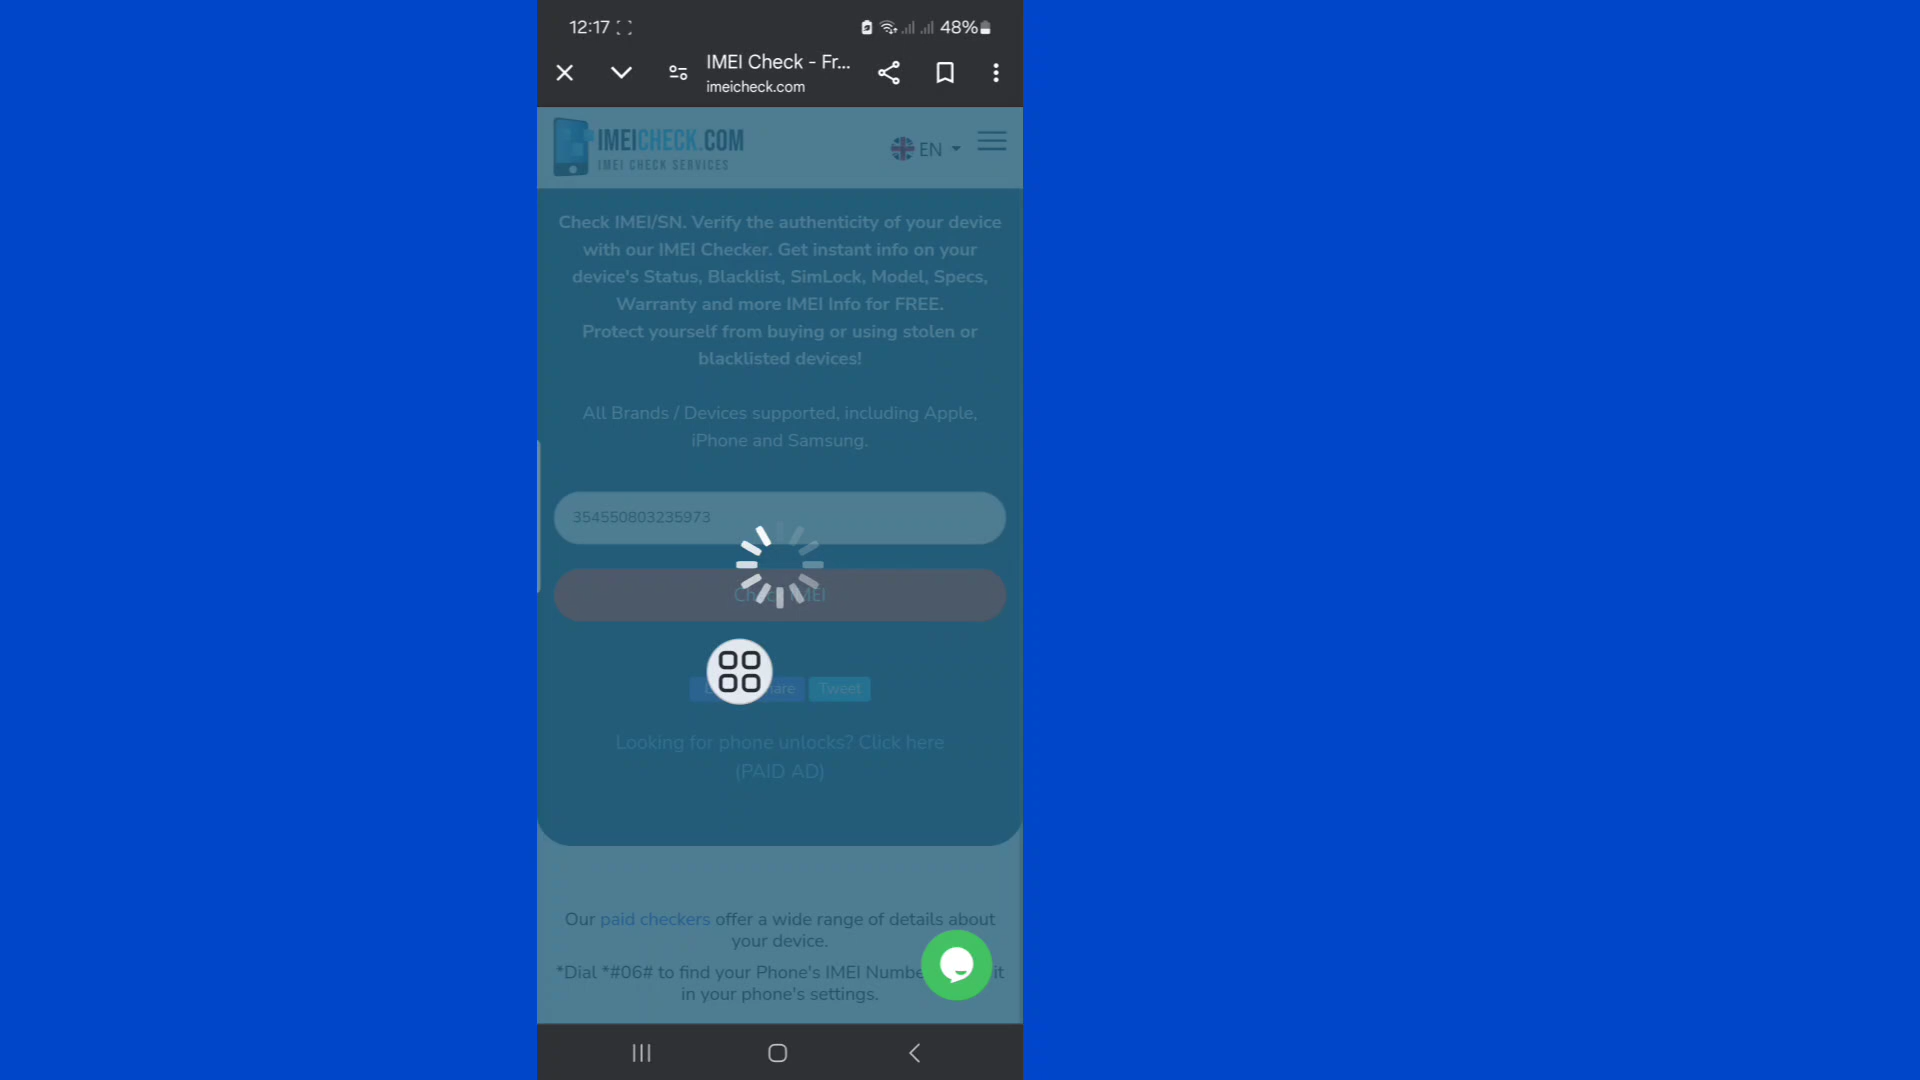 12:17
48%
IMEI Check - Fr...
imeicheck.com
IMEICHECK.COM
IMEI CHECK SERVICES
EN
Check IMEI/SN. Verify the authenticity of your device
with our IMEI Checker. Get instant info on your
device's Status, Blacklist, SimLock, Model, Specs,
Warranty and more IMEI Info for FREE.
Protect yourself from buying or using stolen or
blacklisted devices!
All Brands / Devices supported, including Apple,
iPhone and Samsung.
354550803235973
Check IMEI
Tweet
Looking for phone unlocks? Click here
(PAID AD)
Our paid checkers offer a wide range of details about
your device.
*Dial *#06# to find your Phone's IMEI it
in your phone's settings.